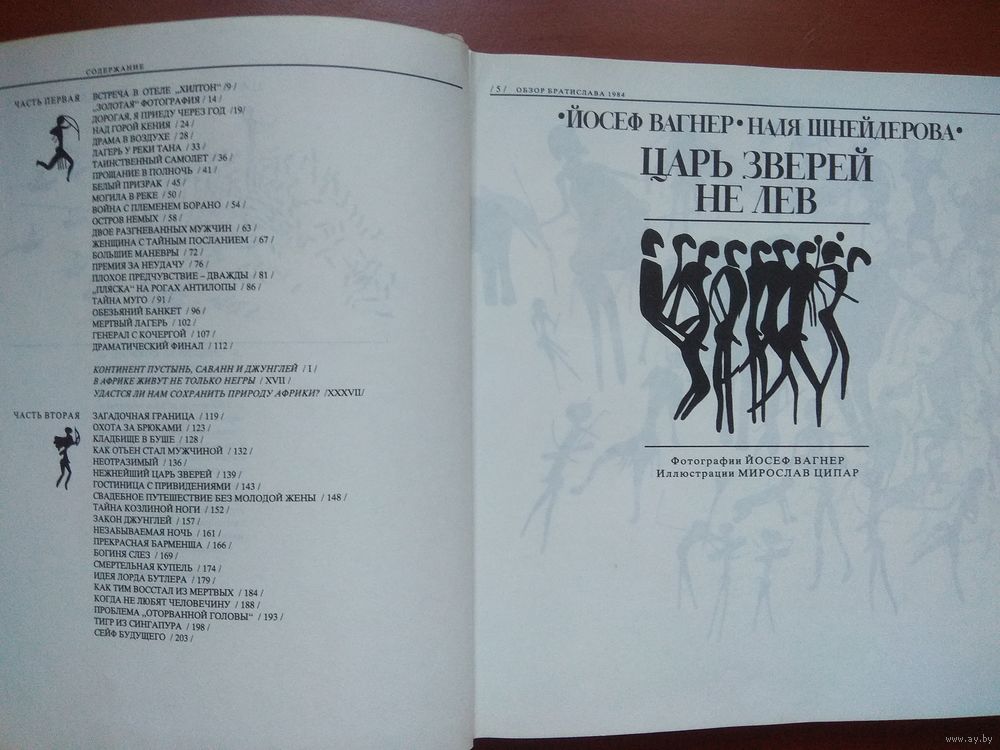 СОДЕРЖАНИЕ
ЧАСТЬ ПЕРВАЯ
ВСТРЕЧА В ОТЕЛЕ „ХИЛТОН“ /9 /
„ЗОЛОТАЯ“ ФОТОГРАФИЯ / 14 /
ДОРОГАЯ, Я ПРИЕДУ ЧЕРЕЗ ГОД /19/
НАД ГОРОЙ КЕНИЯ / 24 /
ДРАМА В ВОЗДУХЕ / 28 /
ЛАГЕРЬ У РЕКИ ТАНА / 33 /
ТАИНСТВЕННЫЙ САМОЛЕТ / 36 /
ПРОЩАНИЕ В ПОЛНОЧЬ / 41 /
БЕЛЫЙ ПРИЗРАК / 45 /
МОГИЛА В РЕКЕ / 50 /
ВОЙНА С ПЛЕМЕНЕМ БОРАНО / 54 /
ОСТРОВ НЕМЫХ / 58 /
ДВОЕ РАЗГНЕВАННЫХ МУЖЧИН / 63 /
ЖЕНЩИНА С ТАЙНЫМ ПОСЛАНИЕМ / 67 /
БОЛЬШИЕ МАНЕВРЫ / 72 /
ПРЕМИЯ ЗА НЕУДАЧУ / 76 /
ПЛОХОЕ ПРЕДЧУВСТВИЕ – ДВАЖДЫ / 81 /
„ПЛЯСКА“ НА РОГАХ АНТИЛОПЫ / 86 /
ТАЙНА МУГО / 91 /
ОБЕЗЬЯНИЙ БАНКЕТ / 96 /
МЕРТВЫЙ ЛАГЕРЬ / 102 /
ГЕНЕРАЛ С КОЧЕРГОЙ / 107 /
ДРАМАТИЧЕСКИЙ ФИНАЛ / 112 /
КОНТИНЕНТ ПУСТЫНЬ, САВАНН И ДЖУНГЛЕЙ / I /
В АФРИКЕ ЖИВУТ НЕ ТОЛЬКО НЕГРЫ / XVII /
УДАСТСЯ ЛИ НАМ СОХРАНИТЬ ПРИРОДУ АФРИКИ? /XXXVII/
ЧАСТЬ ВТОРАЯ
ЗАГАДОЧНАЯ ГРАНИЦА / 119 /
ОХОТА ЗА БРЮКАМИ / 123 /
КЛАДБИЩЕ В БУШЕ / 128 /
КАК ОТЬЕН СТАЛ МУЖЧИНОЙ / 132 /
НЕОТРАЗИМЫЙ / 136 /
НЕЖНЕЙШИЙ ЦАРЬ ЗВЕРЕЙ / 139 /
ГОСТИНИЦА С ПРИВИДЕНИЯМИ / 143 /
СВАДЕБНОЕ ПУТЕШЕСТВИЕ БЕЗ МОЛОДОЙ ЖЕНЫ / 148 /
ТАЙНА КОЗЛИНОЙ НОГИ / 152 /
ЗАКОН ДЖУНГЛЕЙ / 157 /
НЕЗАБЫВАЕМАЯ НОЧЬ / 161 /
ПРЕКРАСНАЯ БАРМЕНША / 166 /
БОГИНЯ СЛЕЗ / 169 /
СМЕРТЕЛЬНАЯ КУПЕЛЬ / 174 /
ИДЕЯ ЛОРДА БУТЛЕРА / 179 /
КАК ТИМ ВОССТАЛ ИЗ МЕРТВЫХ / 184 /
КОГДА НЕ ЛЮБЯТ ЧЕЛОВЕЧИНУ / 188 /
ПРОБЛЕМА „ОТОРВАННОЙ ГОЛОВЫ“ / 193 /
ТИГР ИЗ СИНГАПУРА / 198 /
СЕЙФ БУДУЩЕГО / 203 /
/ 5 / ОБЗОР БРАТИСЛАВА 1984
•ЙОСЕФ ВАГНЕР•НАДЯ ШНЕЙДЕРОВА•
ЦАРЬ ЗВЕРЕЙ
НЕ ЛЕВ
Фотографии ЙОСЕФ ВАГНЕР
Иллюстрации МИРОСЛАВ ЦИПАР
www.ay.by